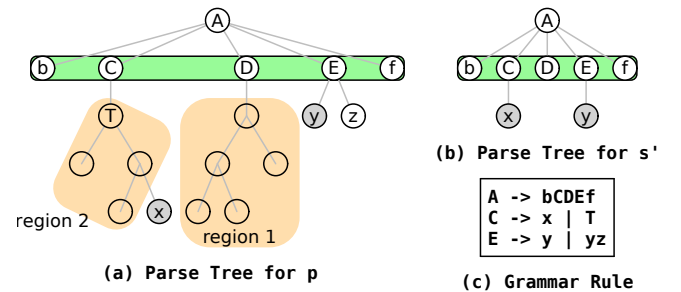 A
b C D E f
T y z
x
region 2
region 1
(a) Parse Tree for p
A
b C D E f
x y
(b) Parse Tree for s'
A -> bCDEf
C -> x | T
E -> y | yz
(c) Grammar Rule